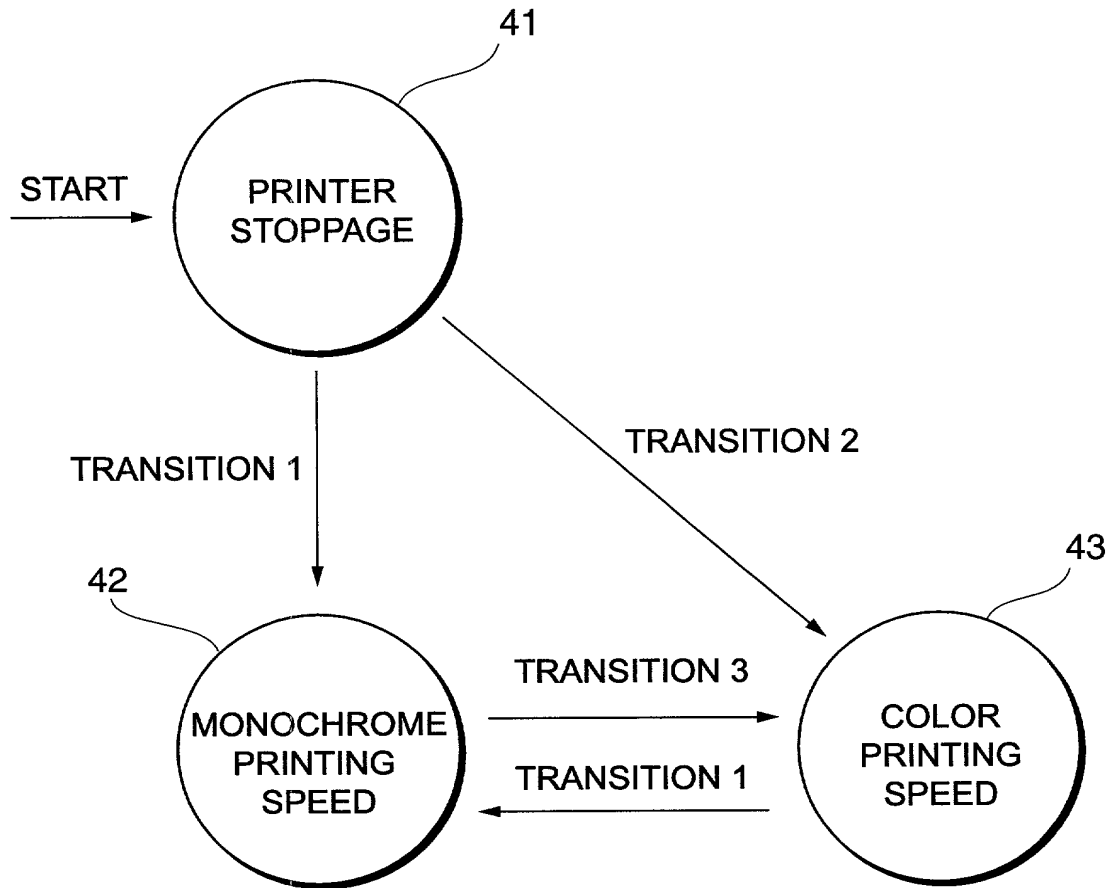 41
START
PRINTER
STOPPAGE
TRANSITION 1
TRANSITION 2
42
43
MONOCHROME
PRINTING
SPEED
TRANSITION 3
TRANSITION 1
COLOR
PRINTING
SPEED